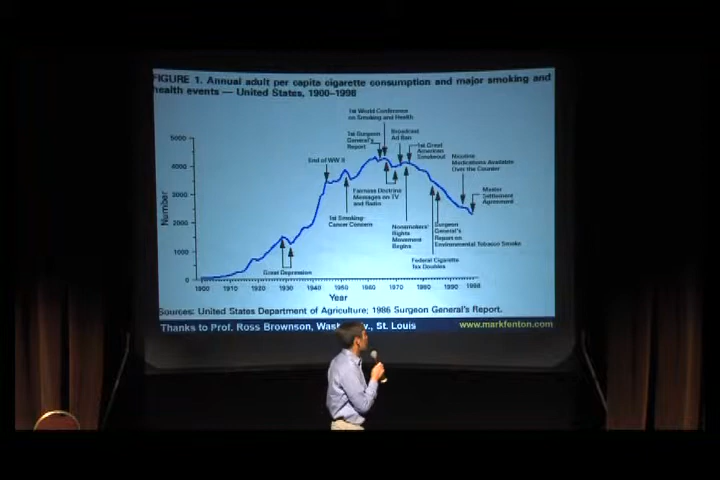 FIGURE 1. Annual adult per capita cigarette consumption and major smoking and
health events — United States, 1900–1998
1st World Conference
on Smoking and Health
1st Surgeon
General's
Report
Broadcast
Ad Ban
1st Great
American
Smokeout
Nicotine
Medications Available
Over the Counter
End of WW II
Master
Settlement
Agreement
Fairness Doctrine
Messages on TV
and Radio
1st Smoking-
Cancer Concern
Nonsmokers'
Rights
Movement
Begins
Surgeon
General's
Report on
Environmental Tobacco Smoke
Federal Cigarette
Tax Doubles
Great Depression
Number
5000
4000
3000
2000
1000
0
1900 1910 1920 1930 1940 1950 1960 1970 1980 1990 1998
Year
Sources: United States Department of Agriculture; 1986 Surgeon General's Report.
Thanks to Prof. Ross Brownson, St. Louis
www.markfenton.com